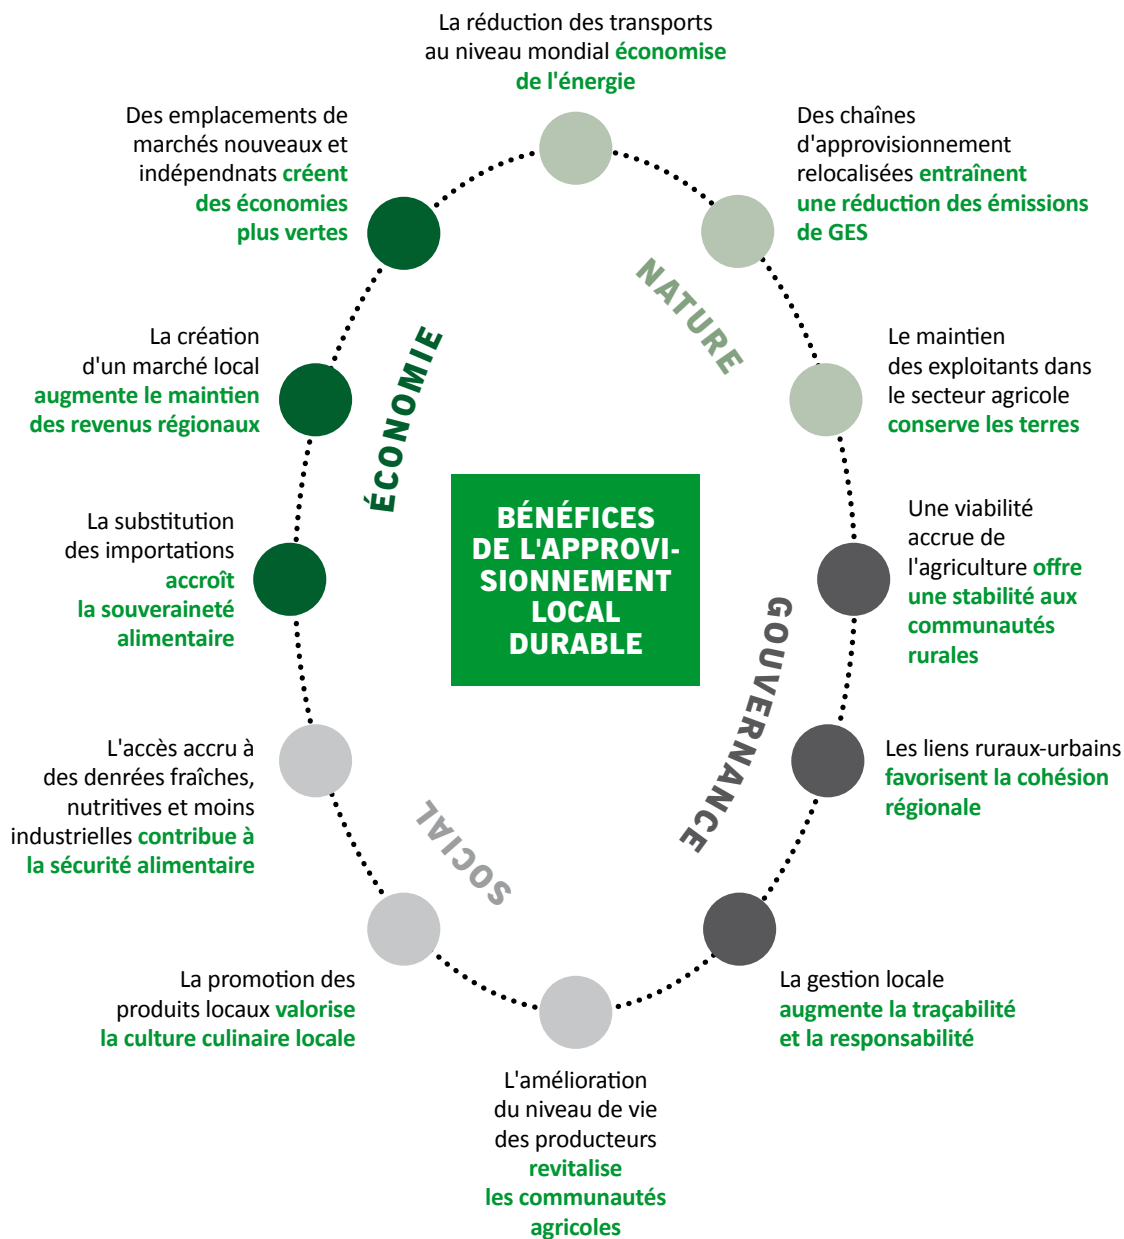 La réduction des transports
au niveau mondial économise
de l'énergie
Des chaînes
d'approvisionnement
relocalisées entraînent
une réduction des émissions
de GES
Le maintien
des exploitants dans
le secteur agricole
conserve les terres
NATURE
Une viabilité
accrue de
l'agriculture offre
une stabilité aux
communautés
rurales
Les liens ruraux-urbains
favorisent la cohésion
régionale
La gestion locale
augmente la traçabilité
et la responsabilité
GOUVERNANCE
L'amélioration
du niveau de vie
des producteurs
revitalise
les communautés
agricoles
La promotion des
produits locaux valorise
la culture culinaire locale
L'accès accru à
des denrées fraîches,
nutritives et moins
industrielles contribue à
la sécurité alimentaire
SOCIAL
La substitution
des importations
accroît
la souveraineté
alimentaire
La création
d'un marché local
augmente le maintien
des revenus régionaux
Des emplacements de
marchés nouveaux et
indépendnats créent
des économies
plus vertes
ÉCONOMIE
BÉNÉFICES
DE L'APPROVI-
SIONNEMENT
LOCAL
DURABLE